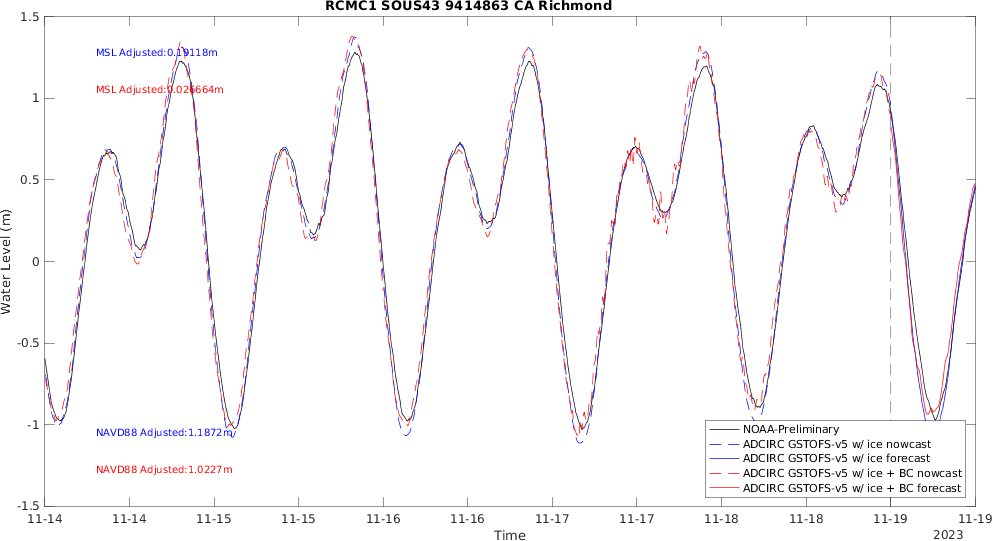 RCMC1 SOUS43 9414863 CA Richmond
1.5
1
0.5
0
-0.5
-1
-1.5
Water Level (m)
MSL Adjusted:0.19118m
MSL Adjusted:0.026664m
NAVD88 Adjusted:1.1872m
NAVD88 Adjusted:1.0227m
NOAA-Preliminary
ADCIRC GSTOFS-v5 w/ ice nowcast
ADCIRC GSTOFS-v5 w/ ice forecast
ADCIRC GSTOFS-v5 w/ ice + BC nowcast
ADCIRC GSTOFS-v5 w/ ice + BC forecast
11-14 11-14 11-15 11-15 11-16 11-16 11-17 11-17 11-18 11-18 11-19 11-19
Time
2023